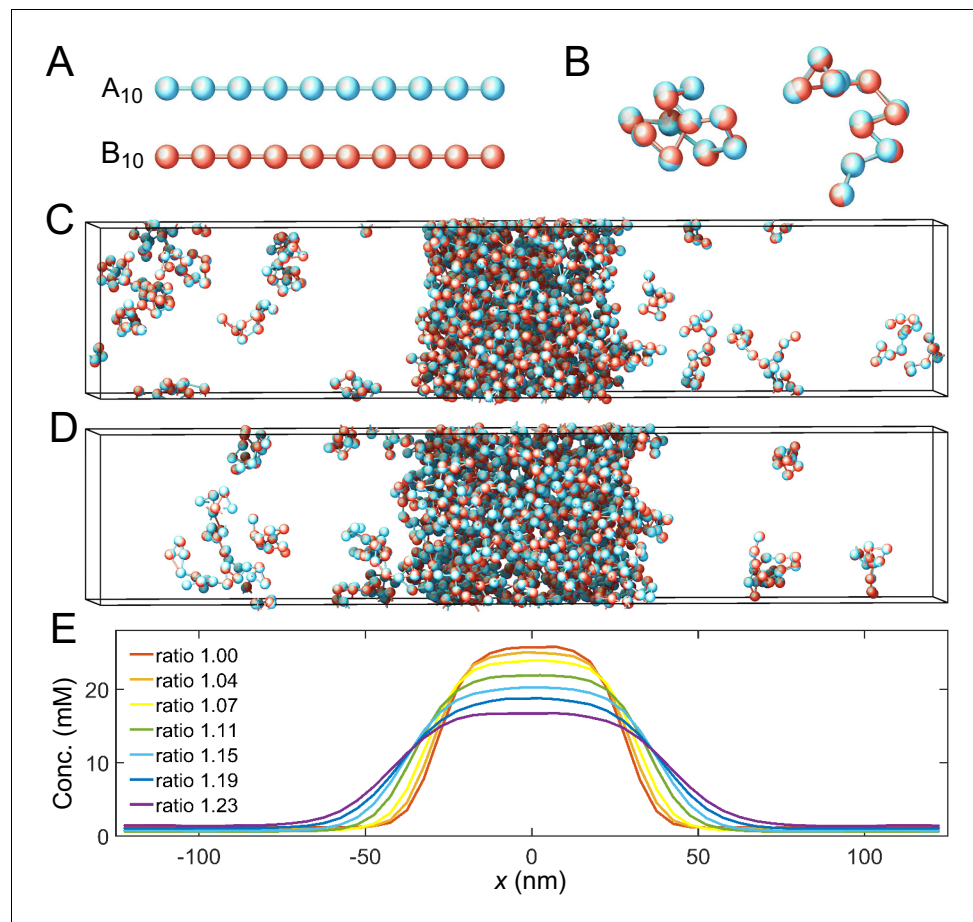 A
B
A10
B10
C
D
E
ratio 1.00
ratio 1.04
ratio 1.07
ratio 1.11
ratio 1.15
ratio 1.19
ratio 1.23
Conc. (mM)
20
10
0
-100 -50 0 50 100
x (nm)